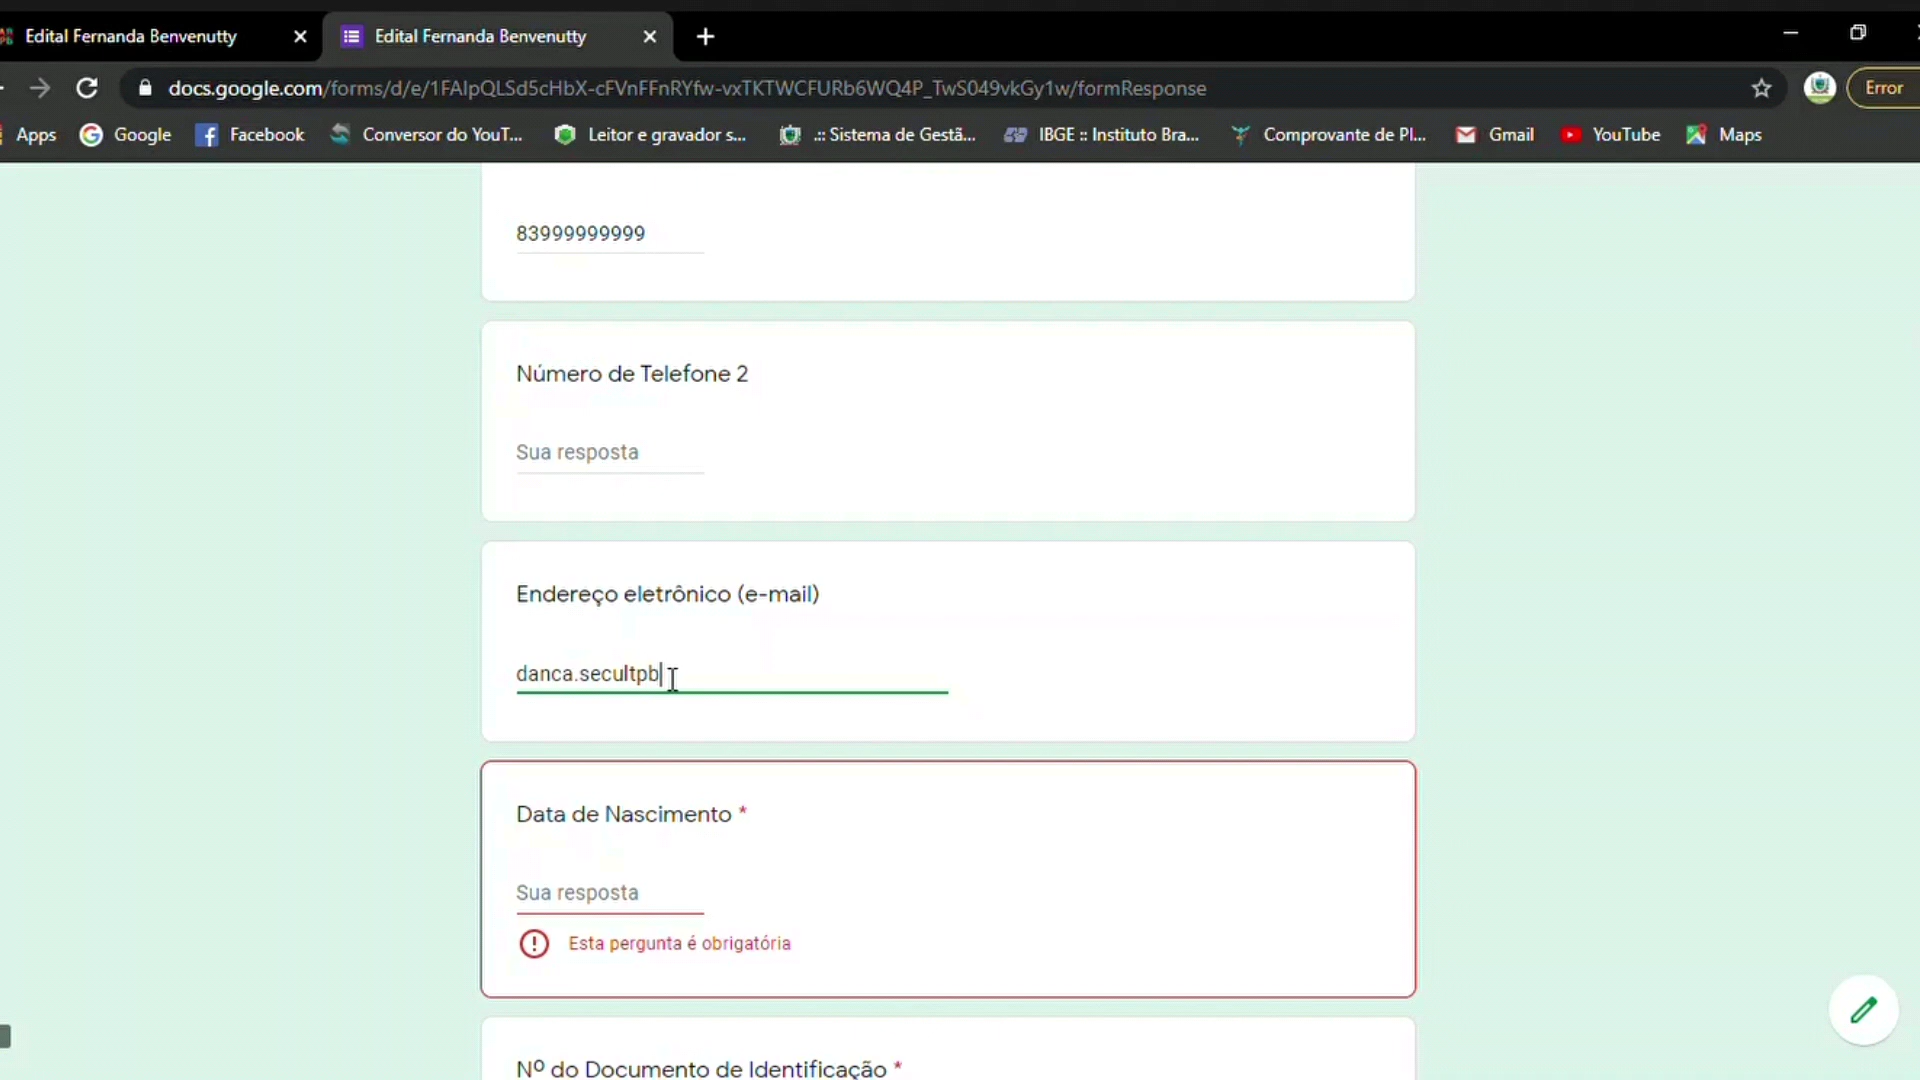 Edital Fernanda Benvenutty
Edital Fernanda Benvenutty
docs.google.com/forms/d/e/1FAIpQLSd5cHbX-cFVnFFnRYfw-vxTKTWCFURb6WQ4P_TwS049vkGy1w/formResponse
Error
Apps
Google
Facebook
Conversor do YouT...
Leitor e gravador s...
.:: Sistema de Gestã...
IBGE :: Instituto Bra...
Comprovante de Pl...
Gmail
YouTube
Maps
83999999999
Número de Telefone 2
Sua resposta
Endereço eletrônico (e-mail)
danca.secultpb
Data de Nascimento *
Sua resposta
Esta pergunta é obrigatória
Nº do Documento de Identificação *